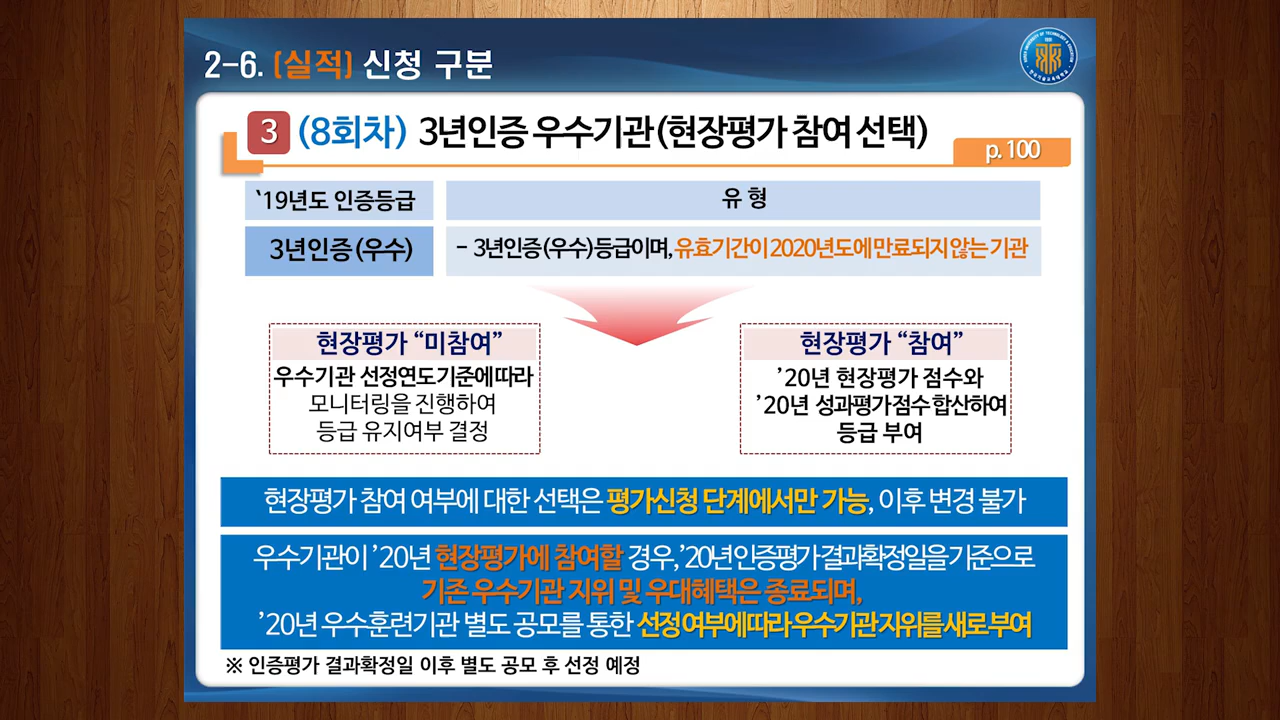 2-6. (실적) 신청 구분
3 (8회차) 3년인증 우수기관(현장평가 참여 선택)
p. 100
‘19년도 인증등급
유 형
3년인증(우수)
- 3년인증(우수)등급이며, 유효기간이 2020년도에 만료되지 않는 기관
현장평가 “미참여”
우수기관 선정연도기준에 따라
모니터링을 진행하여
등급 유지여부 결정
현장평가 “참여”
’20년 현장평가 점수와
’20년 성과평가점수 합산하여
등급 부여
현장평가 참여 여부에 대한 선택은 평가신청 단계에서만 가능, 이후 변경 불가
우수기관이 ’20년 현장평가에 참여할 경우, ’20년 인증평가 결과확정일을 기준으로
기존 우수기관 지위 및 우대혜택은 종료되며,
’20년 우수훈련기관 별도 공모를 통한 선정여부에 따라 우수기관 지위를 새로 부여
※ 인증평가 결과확정일 이후 별도 공모 후 선정 예정